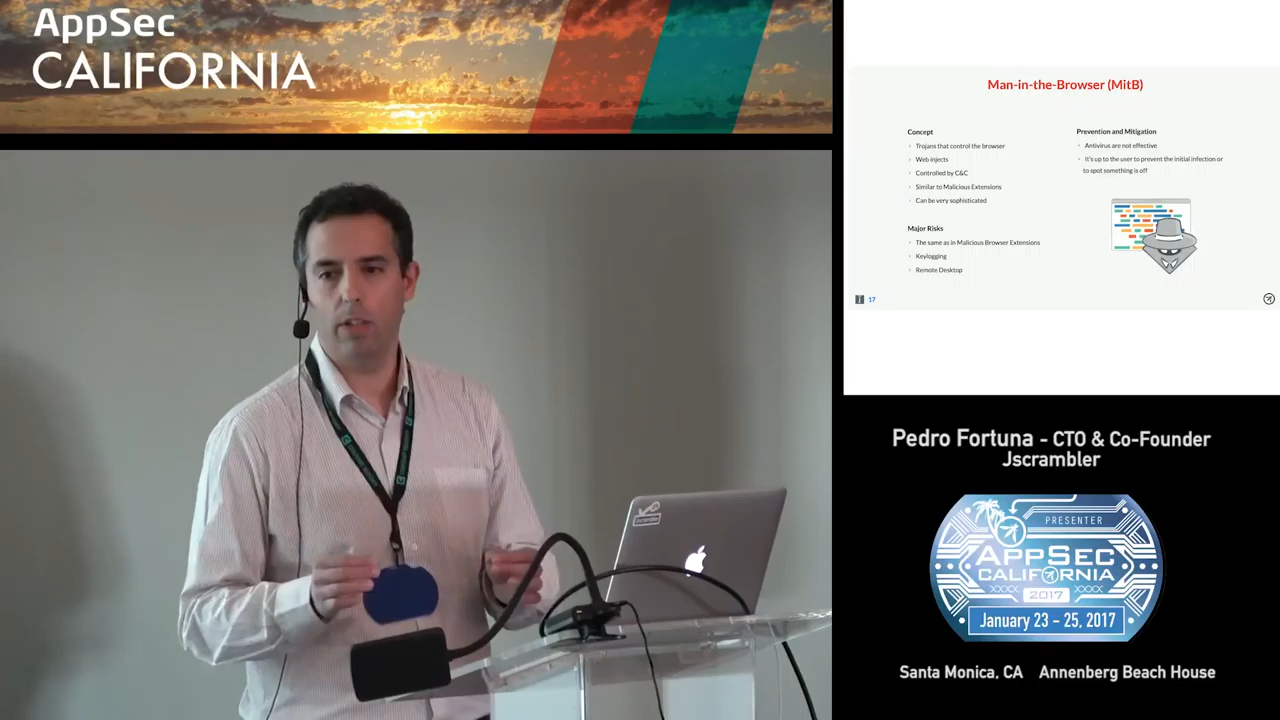 AppSec
CALIFORNIA
Man-in-the-Browser (MitB)
Concept
Trojans that control the browser
Web injects
Controlled by C&C
Similar to Malicious Extensions
Can be very sophisticated
Major Risks
The same as in Malicious Browser Extensions
Keylogging
Remote Desktop
Prevention and Mitigation
Antivirus are not effective
It's up to the user to prevent the initial infection or
to spot something is off
17
Pedro Fortuna - CTO & Co-Founder
Jscrambler
PRESENTER
APPSEC
CALIFORNIA
XXXX 2017 XXXX
January 23 - 25, 2017
Santa Monica, CA Annenberg Beach House